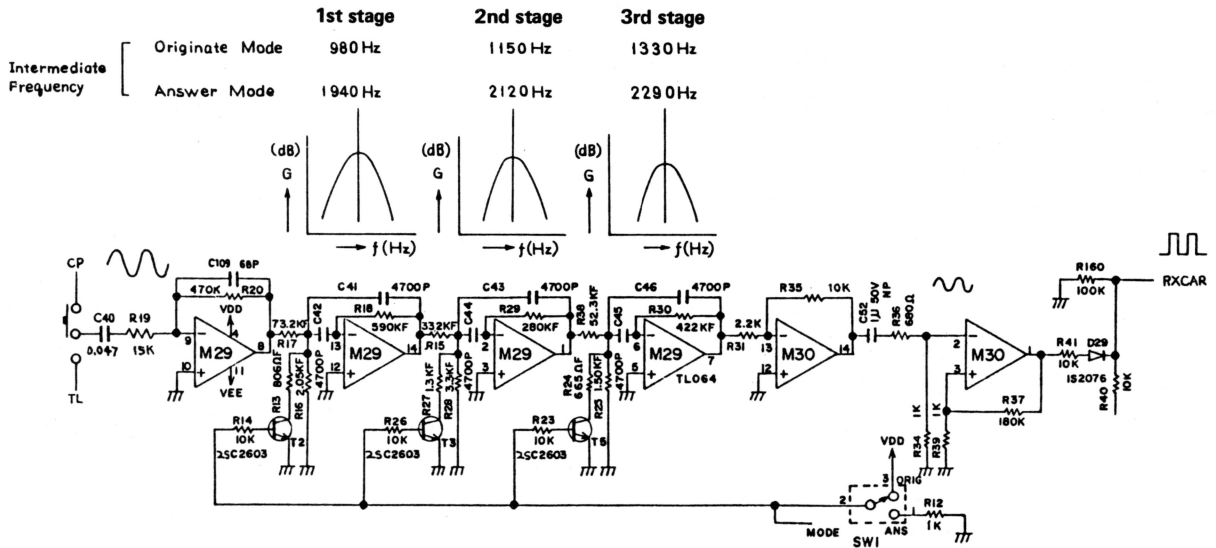 1st stage 2nd stage 3rd stage
Originate Mode 980Hz 1150Hz 1330Hz
Intermediate
Frequency
Answer Mode 1940Hz 2120Hz 2290Hz
(dB) (dB) (dB)
G G G
f(Hz) f(Hz) f(Hz)
CP
C109 68P
470K R20
VDD
4
C40 R19
0.047 15K
9
10
M29
8
11
VEE
TL
73.2KF
R17
C41 4700P
R18
590KF
C42
4700P
13
12
M29
14
806ΩF
R13
2.05KF
R16
R14
10K
2SC2603
T2
332KF
R15
C43 4700P
R29
280KF
C44
4700P
2
3
M29
1
1.3KF
R27
3.3KF
R28
R26
10K
2SC2603
T3
R38
52.3KF
C46 4700P
R30
422KF
C45
4700P
6
5
M29
7
TL064
R24
665ΩF
R25
1.50KF
R23
10K
2SC2603
T5
2.2K
R31
R35 10K
13
12
M30
14
C52
1µ 50V
NP
R36
680Ω
2
3
M30
1
R34 1K
R39 1K
R37
180K
R41
10K
D29
1S2076
R160
100K
RXCAR
R40 10K
VDD
3
ORIG
2
ANS 1
R12
1K
MODE
SW1